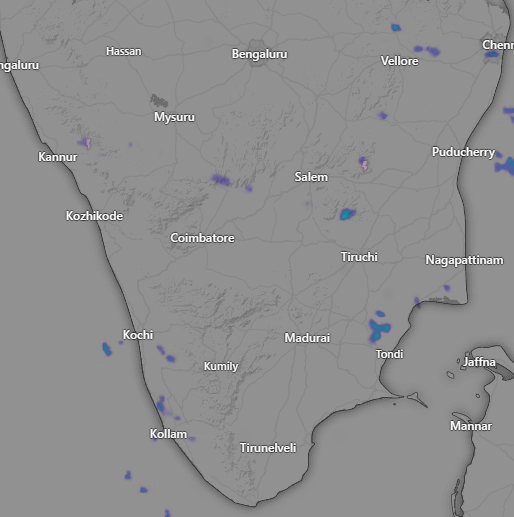 Hassan
Bengaluru
Chenn
ngaluru
Vellore
Mysuru
Kannur
Puducherry
Salem
Kozhikode
Coimbatore
Tiruchi
Nagapattinam
Kochi
Madurai
Tondi
Kumily
Jaffna
Kollam
Mannar
Tirunelveli